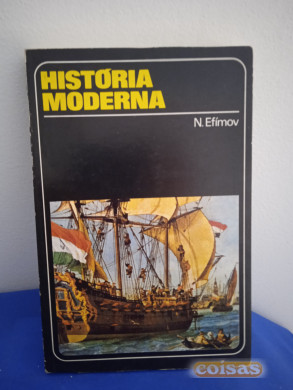 HISTÓRIA
MODERNA
N. Efímov
coisas